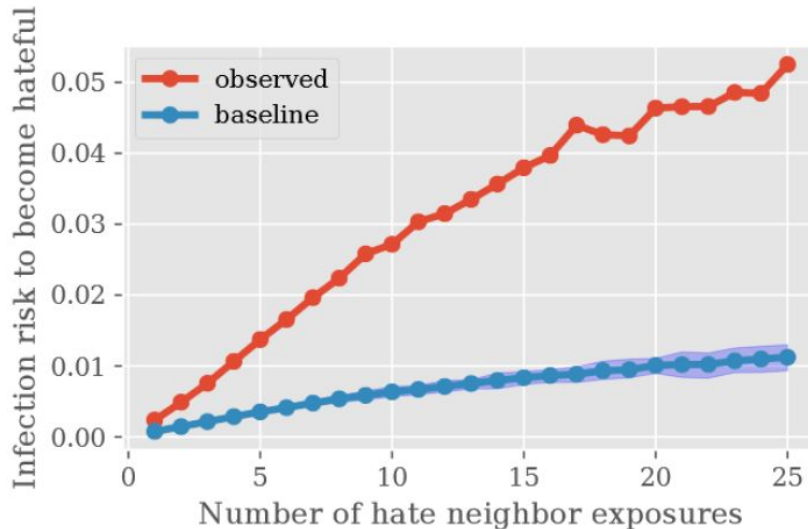 Infection risk to become hateful
0.05
0.04
0.03
0.02
0.01
0.00
observed
baseline
0 5 10 15 20 25
Number of hate neighbor exposures